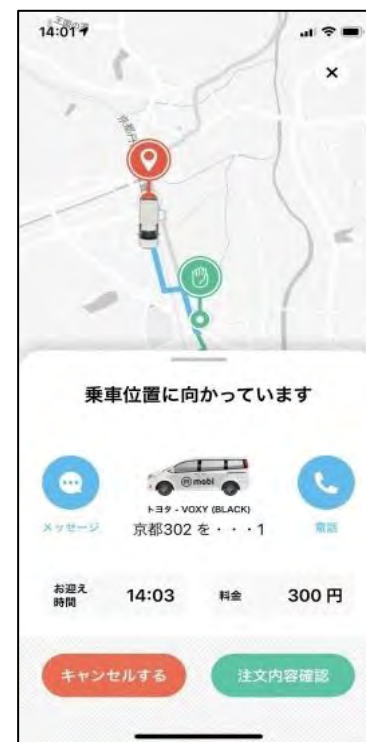 14:01
乗車位置に向かっています
mobi
トヨタ - VOXY (BLACK)
メッセージ
京都302 を・・・1
電話
お迎え
時間
14:03
料金
300 円
キャンセルする
注文内容確認